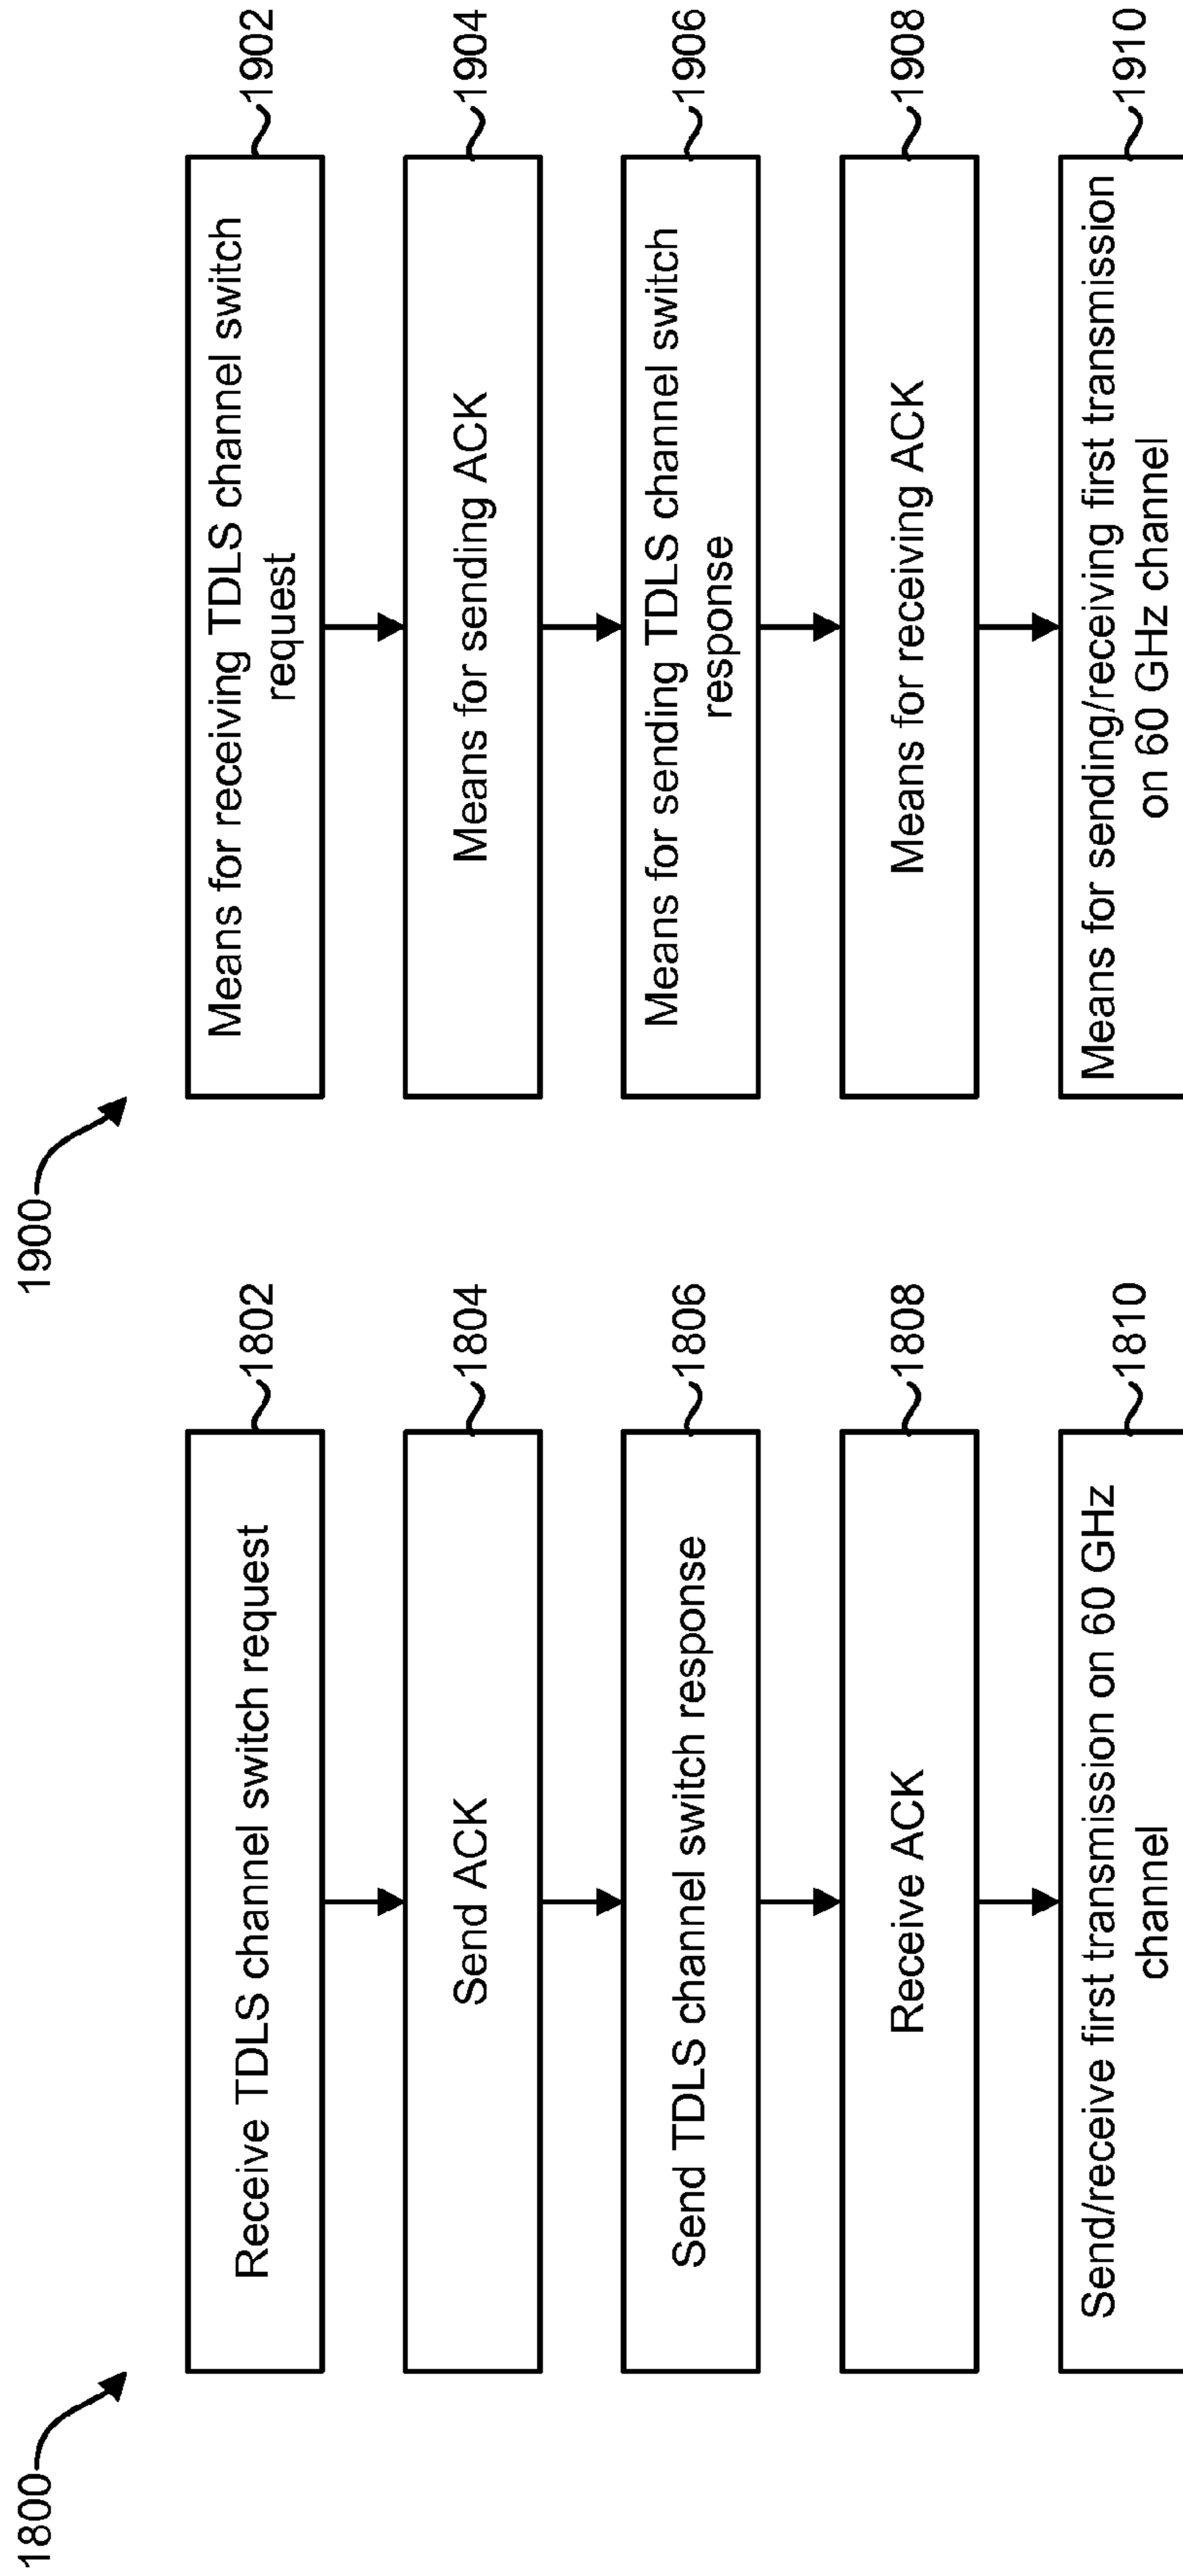 1800
Receive TDLS channel switch request
1802
Send ACK
1804
Send TDLS channel switch response
1806
Receive ACK
1808
Send/receive first transmission on 60 GHz
channel
1810
1900
Means for receiving TDLS channel switch
request
1902
Means for sending ACK
1904
Means for sending TDLS channel switch
response
1906
Means for receiving ACK
1908
Means for sending/receiving first transmission
on 60 GHz channel
1910